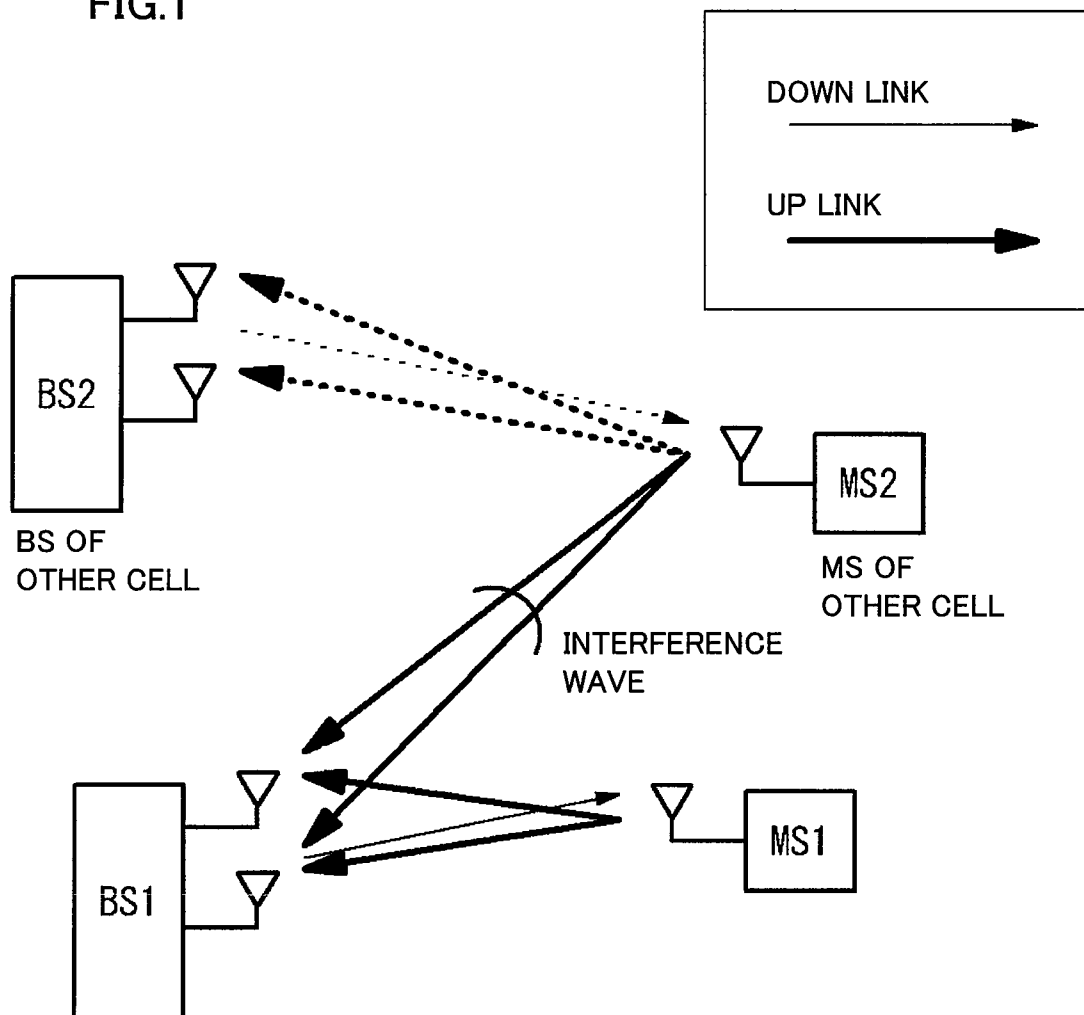 FIG.1
DOWN LINK
UP LINK
BS2
BS OF
OTHER CELL
MS2
MS OF
OTHER CELL
INTERFERENCE
WAVE
BS1
MS1